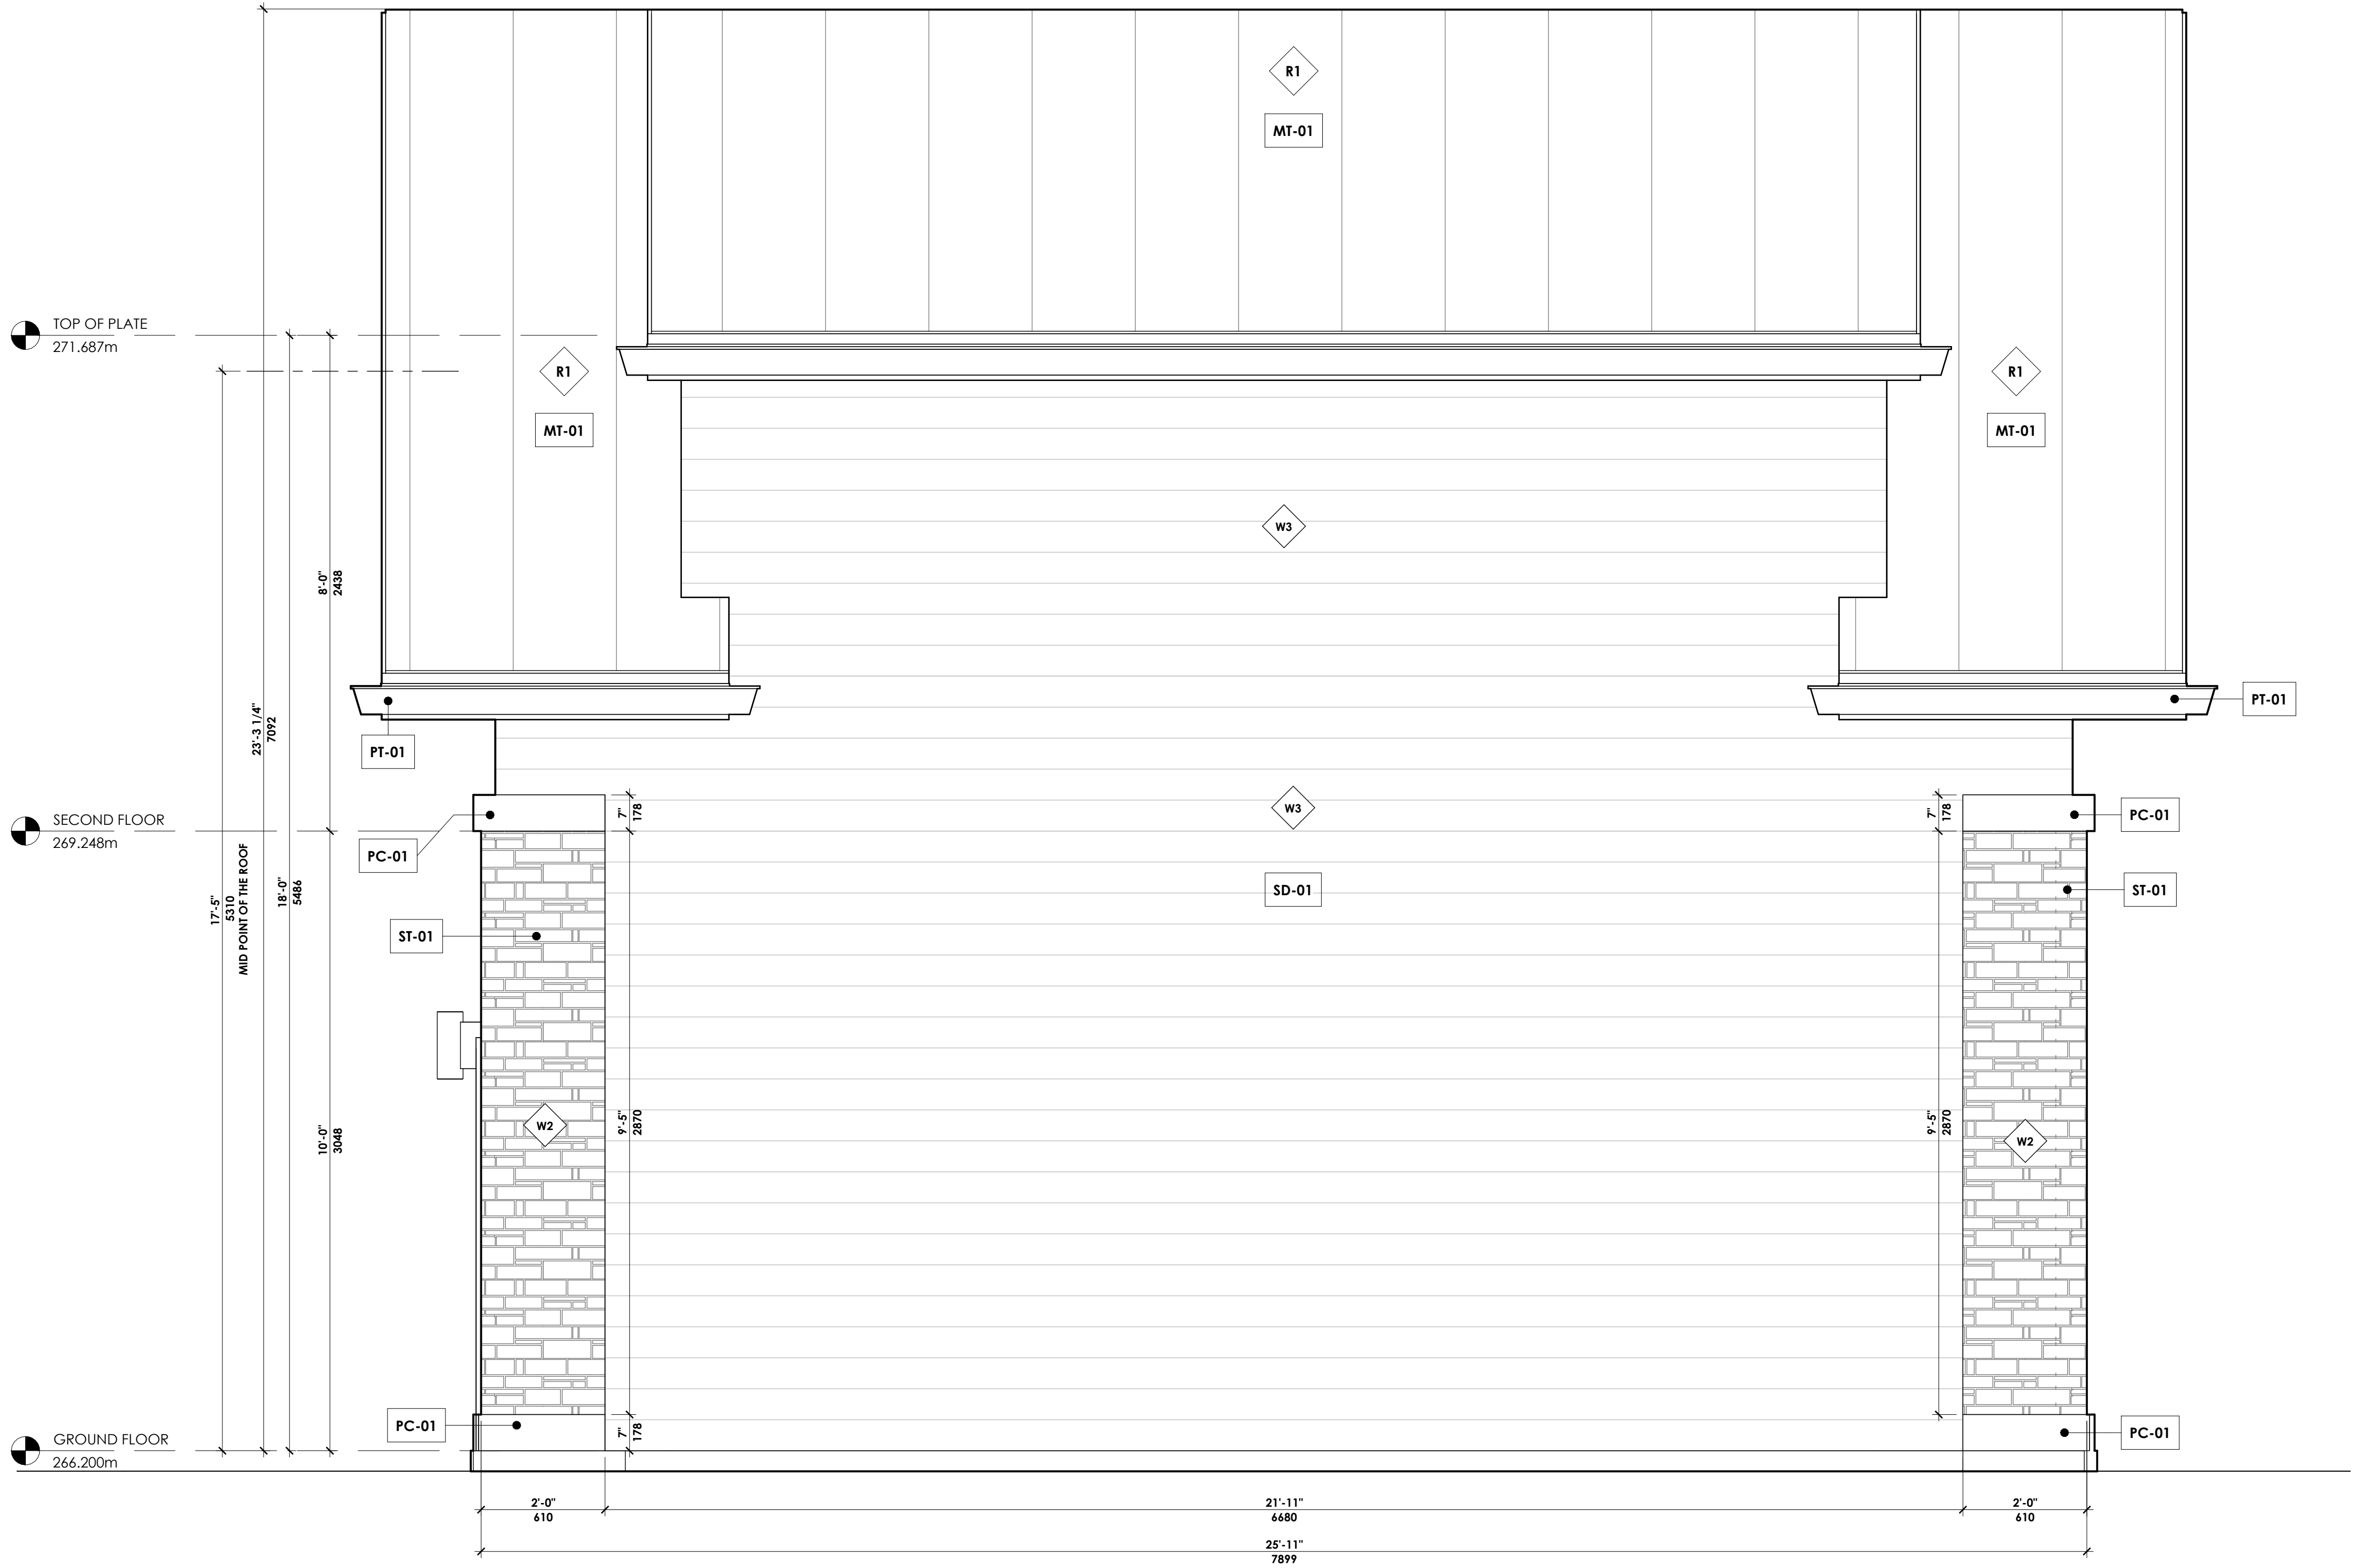 R1
MT-01
TOP OF PLATE
271.687m
R1
MT-01
R1
MT-01
W3
8'-0"
2438
PT-01
PT-01
23'-3 1/4"
7092
SECOND FLOOR
269.248m
PC-01
7"
178
W3
7"
178
PC-01
17'-5"
5310
MID POINT OF THE ROOF
18'-0"
5486
ST-01
SD-01
ST-01
10'-0"
3048
W2
9'-5"
2870
9'-5"
2870
W2
PC-01
7"
178
PC-01
GROUND FLOOR
266.200m
2'-0"
610
21'-11"
6680
2'-0"
610
25'-11"
7899